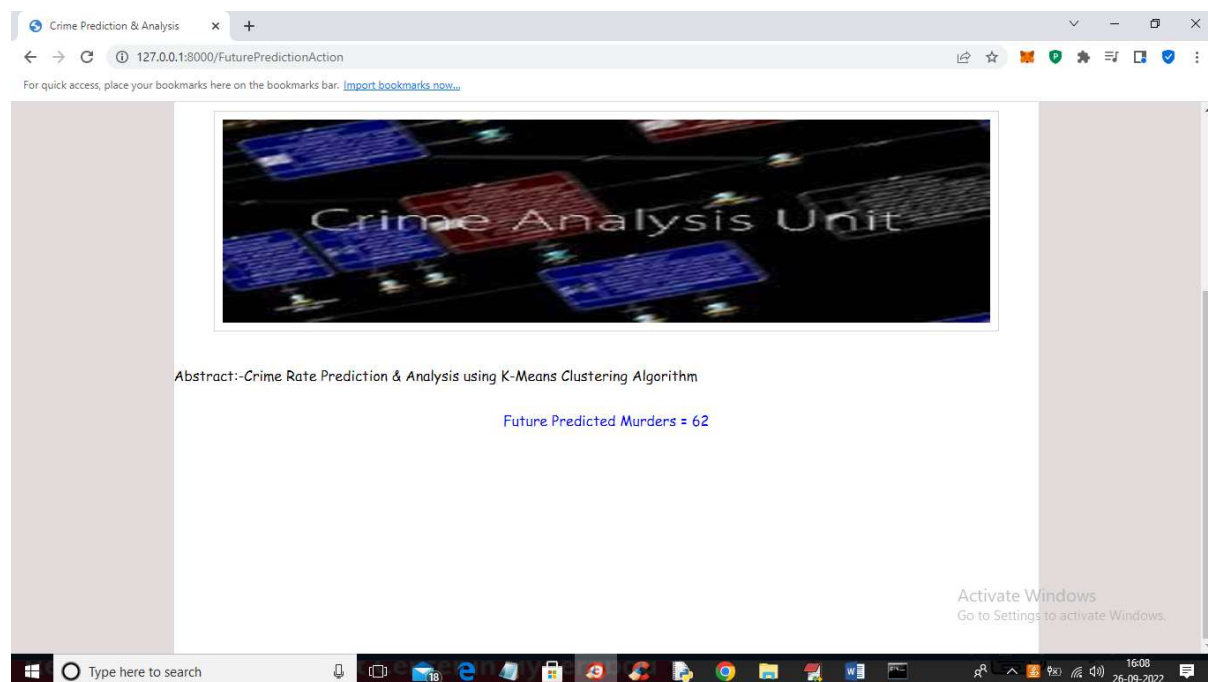 Crime Prediction & Analysis
127.0.0.1:8000/FuturePredictionAction
For quick access, place your bookmarks here on the bookmarks bar. Import bookmarks now...
Crime Analysis Unit
Abstract:-Crime Rate Prediction & Analysis using K-Means Clustering Algorithm
Future Predicted Murders = 62
Activate Windows
Go to Settings to activate Windows.
Type here to search
18
16:08
26-09-2022